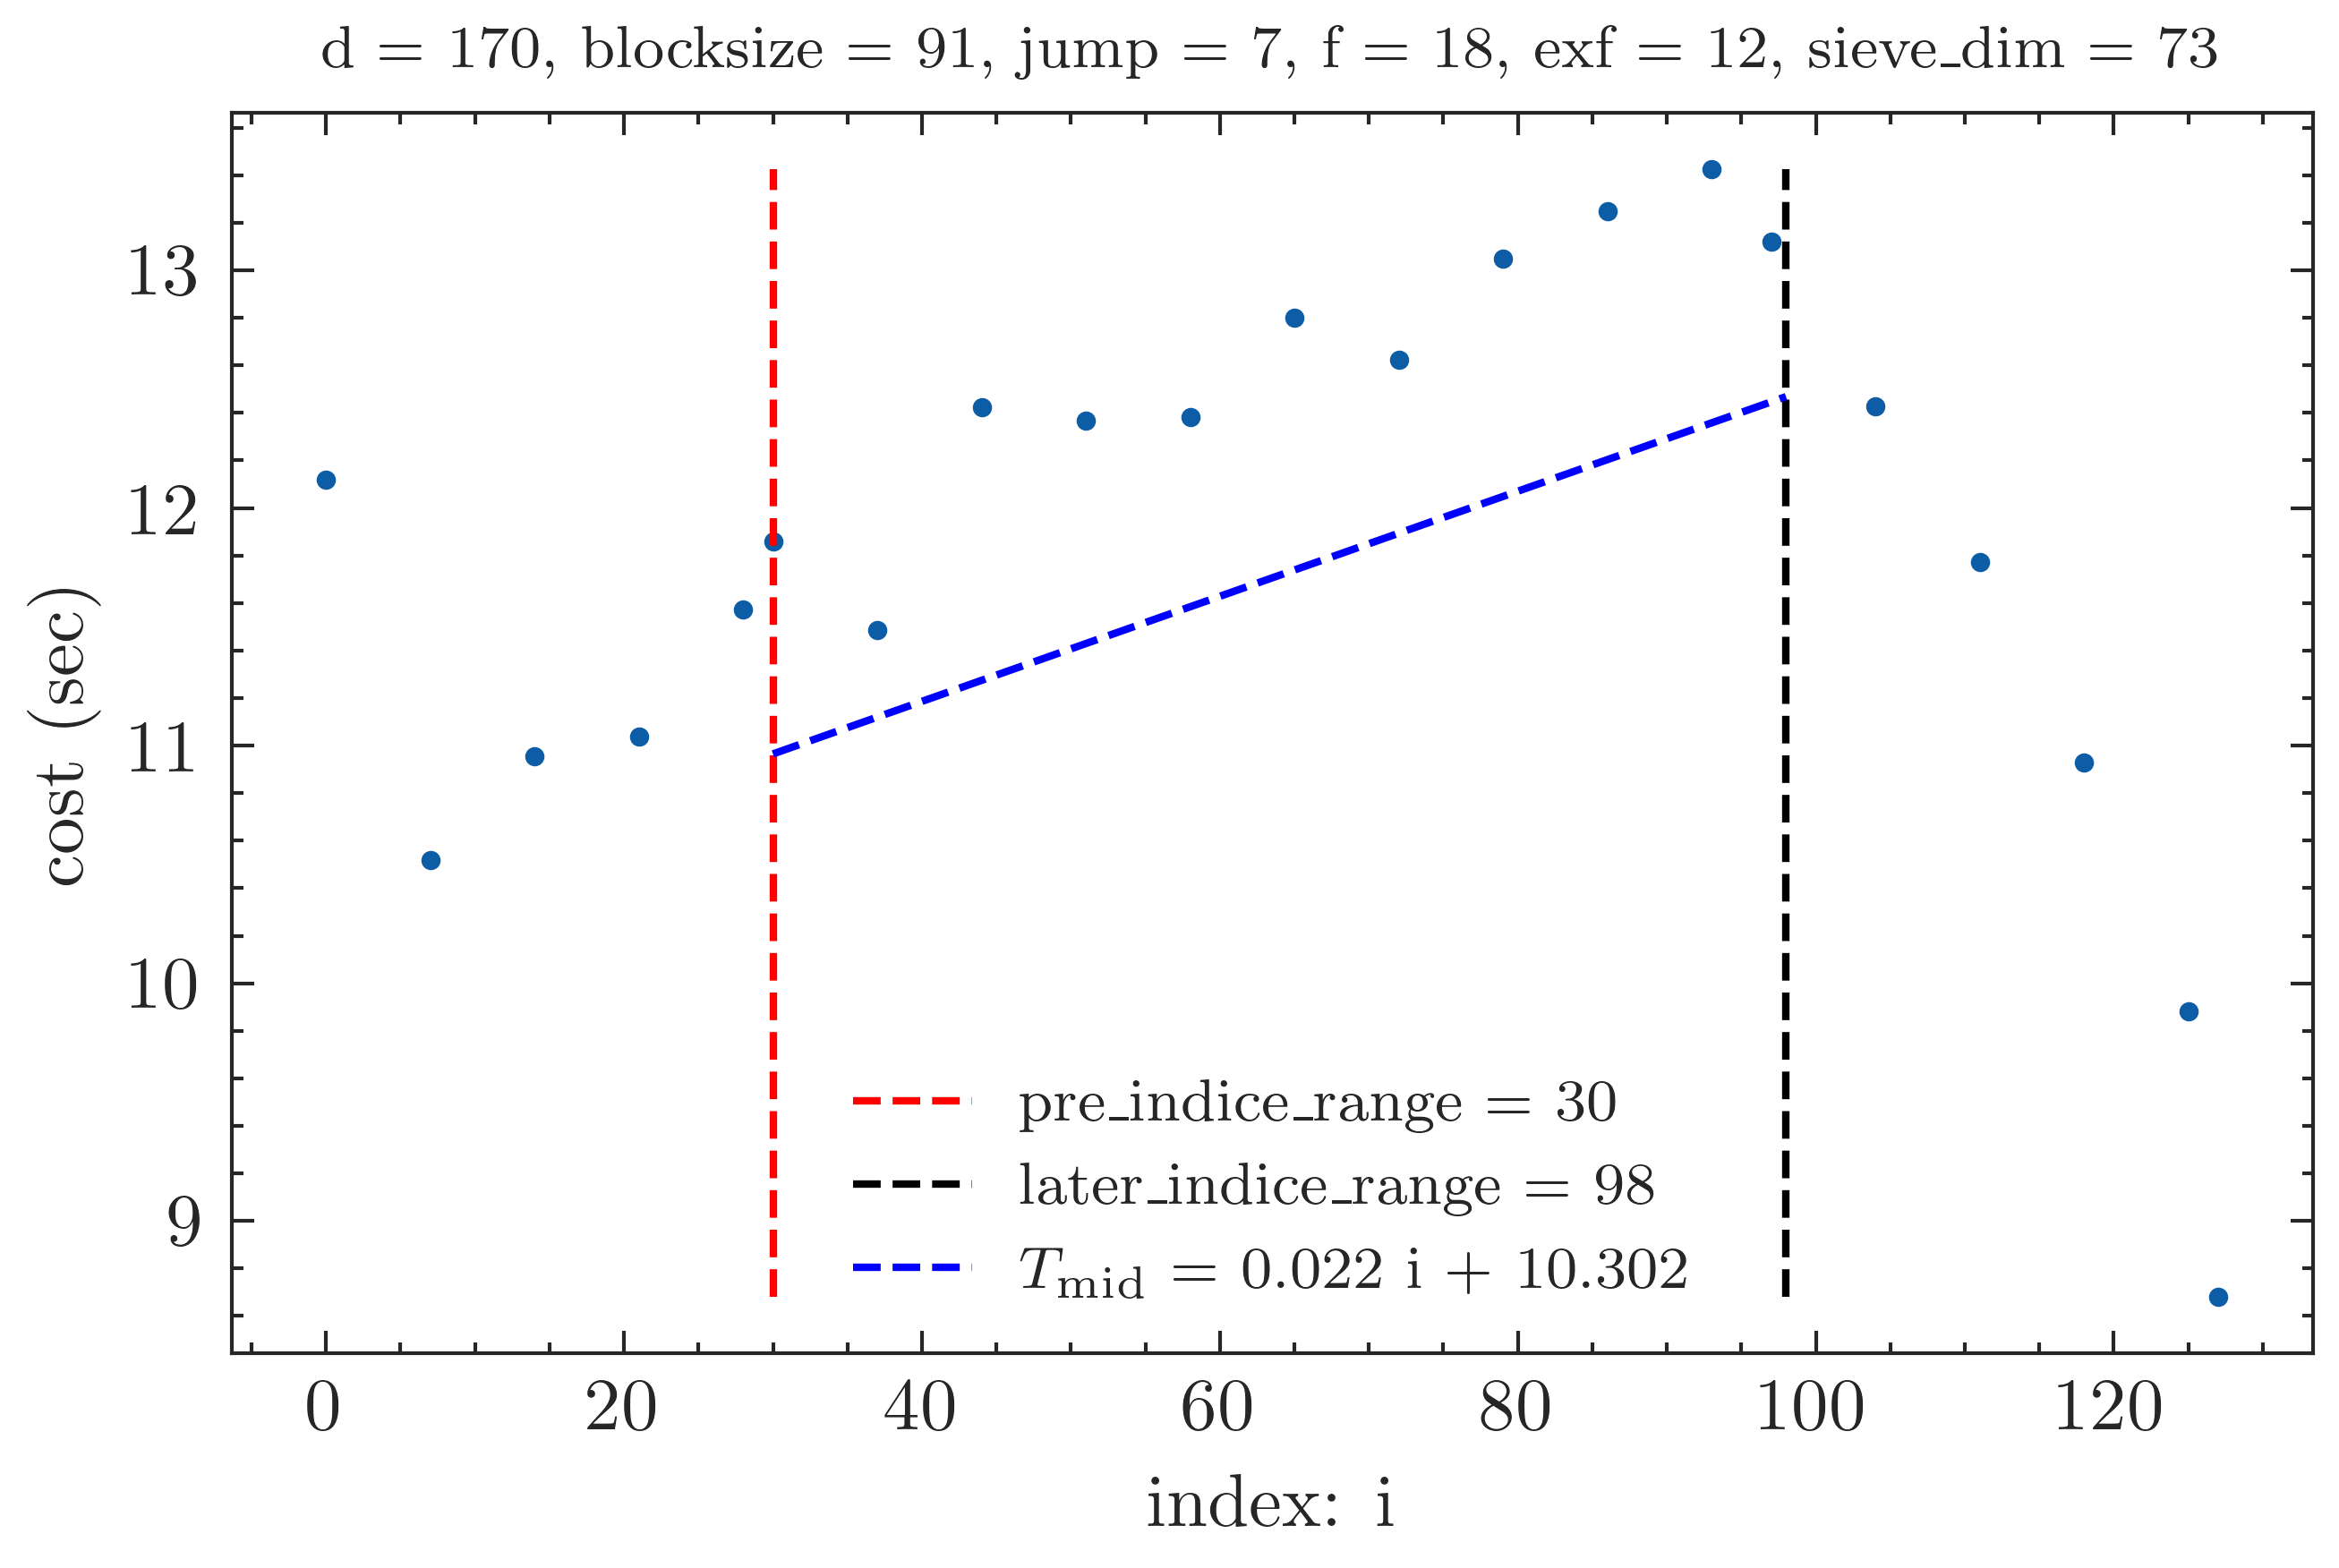 d = 170, blocksize = 91, jump = 7, f = 18, exf = 12, sieve_dim = 73
cost (sec)
13
12
11
10
9
pre_indice_range = 30
later_indice_range = 98
T_mid = 0.022 i + 10.302
0 20 40 60 80 100 120
index: i